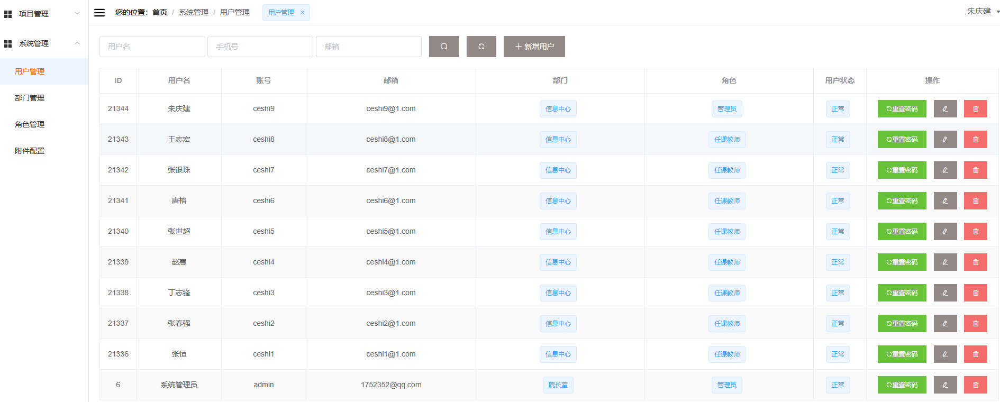 项目管理
系统管理
用户管理
部门管理
角色管理
附件配置
您的位置：首页 / 系统管理 / 用户管理
用户管理 ×
朱庆建
用户名 手机号 邮箱 新增用户
ID 用户名 账号 邮箱 部门 角色 用户状态 操作
21344 朱庆建 ceshi9 ceshi9@1.com 信息中心 管理员 正常 重置密码
21343 王志宏 ceshi8 ceshi8@1.com 信息中心 任课教师 正常 重置密码
21342 张银珠 ceshi7 ceshi7@1.com 信息中心 任课教师 正常 重置密码
21341 唐榕 ceshi6 ceshi6@1.com 信息中心 任课教师 正常 重置密码
21340 张世超 ceshi5 ceshi5@1.com 信息中心 任课教师 正常 重置密码
21339 赵惠 ceshi4 ceshi4@1.com 信息中心 任课教师 正常 重置密码
21338 丁志锋 ceshi3 ceshi3@1.com 信息中心 任课教师 正常 重置密码
21337 张春强 ceshi2 ceshi2@1.com 信息中心 任课教师 正常 重置密码
21336 张恒 ceshi1 ceshi1@1.com 信息中心 任课教师 正常 重置密码
6 系统管理员 admin 1752352@qq.com 院长室 管理员 正常 重置密码